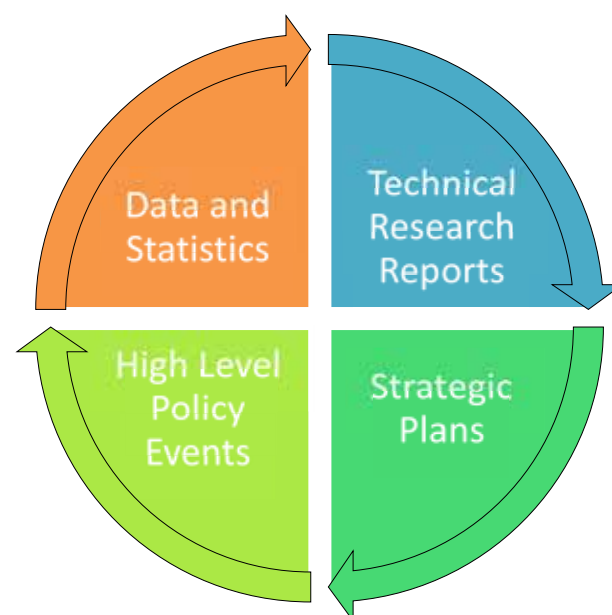 Data and
Statistics
Technical
Research
Reports
High Level
Policy
Events
Strategic
Plans